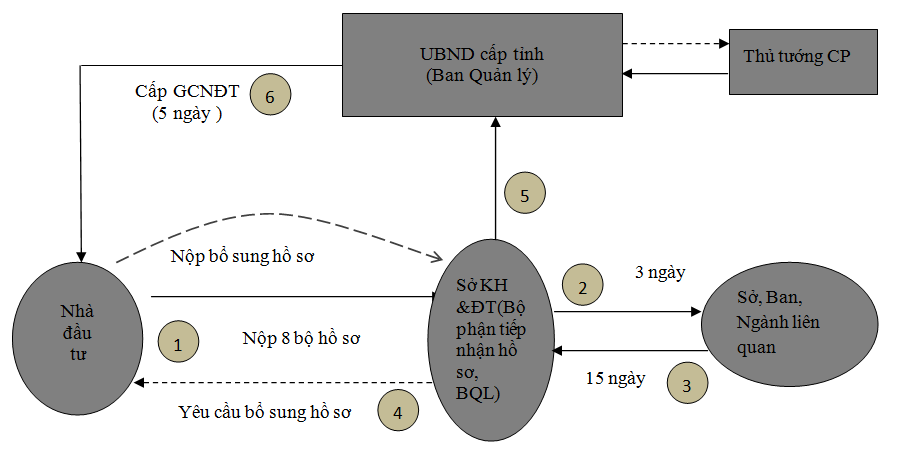 UBND cấp tỉnh
(Ban Quản lý)
Thủ tướng CP
Cấp GCNĐT
(5 ngày )
6
5
Nộp bổ sung hồ sơ
Nhà
đầu
tư
1
Nộp 8 bộ hồ sơ
Yêu cầu bổ sung hồ sơ
4
Sở KH
&ĐT(Bộ
phận tiếp
nhận hồ
sơ,
BQL)
2
3 ngày
15 ngày
3
Sở, Ban,
Ngành liên
quan